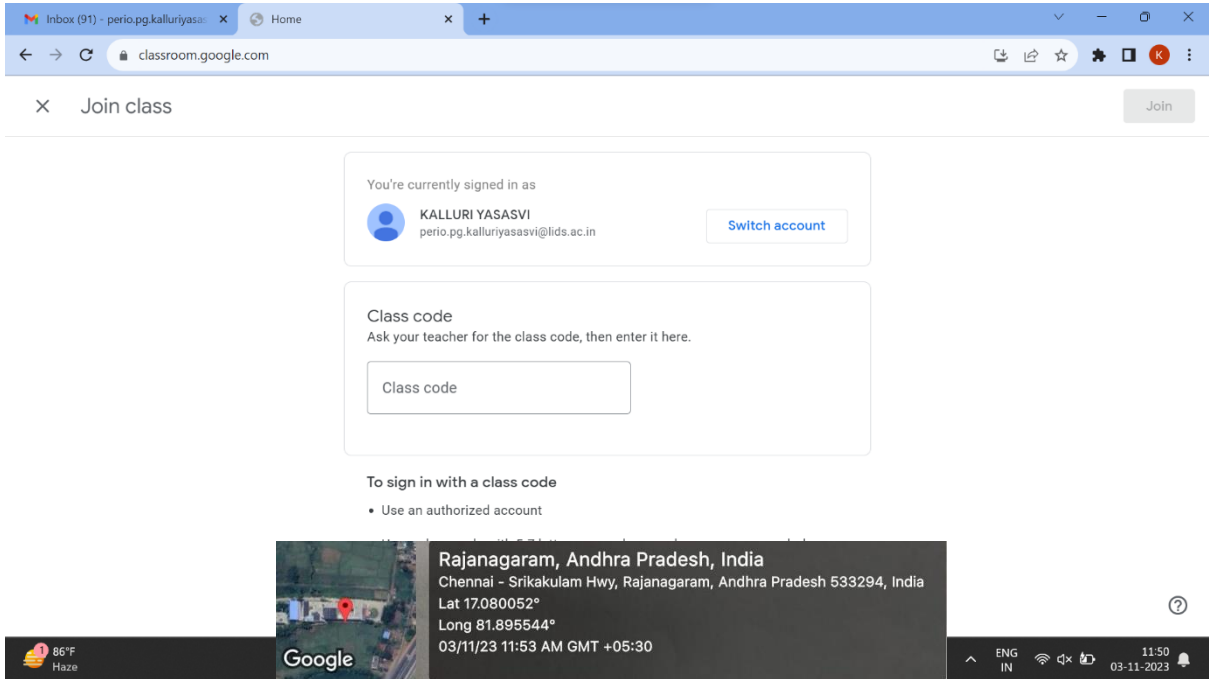 Inbox (91) - perio.pg.kalluriyasas
Home
classroom.google.com
K
Join class
Join
You're currently signed in as
KALLURI YASASVI
perio.pg.kalluriyasasvi@lids.ac.in
Switch account
Class code
Ask your teacher for the class code, then enter it here.
Class code
To sign in with a class code
• Use an authorized account
Rajanagaram, Andhra Pradesh, India
Chennai - Srikakulam Hwy, Rajanagaram, Andhra Pradesh 533294, India
Lat 17.080052°
Long 81.895544°
03/11/23 11:53 AM GMT +05:30
Google
1
86°F
Haze
ENG
IN
11:50
03-11-2023